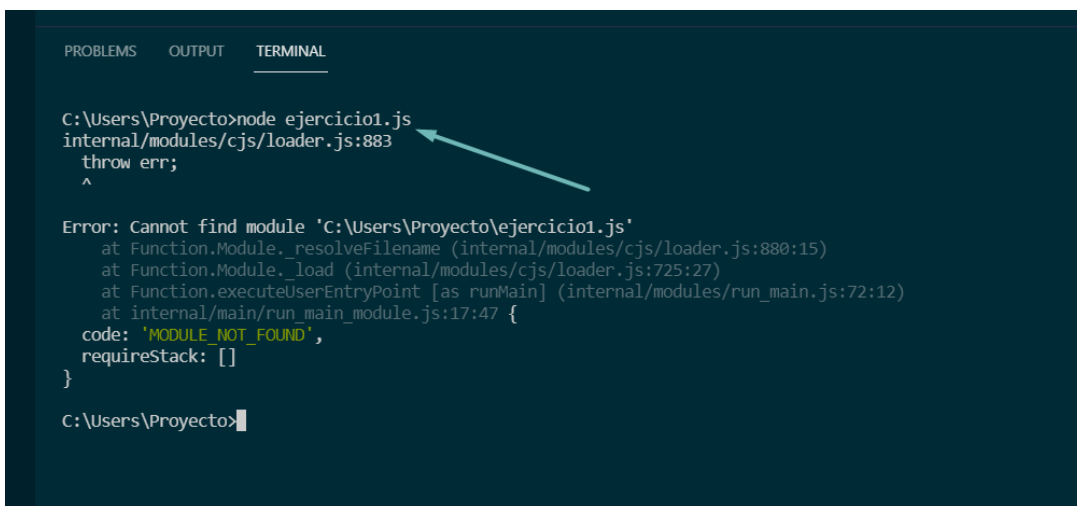 PROBLEMS OUTPUT TERMINAL
C:\Users\Proyecto>node ejercicio1.js
internal/modules/cjs/loader.js:883
  throw err;
  ^
Error: Cannot find module 'C:\Users\Proyecto\ejercicio1.js'
    at Function.Module._resolveFilename (internal/modules/cjs/loader.js:880:15)
    at Function.Module._load (internal/modules/cjs/loader.js:725:27)
    at Function.executeUserEntryPoint [as runMain] (internal/modules/run_main.js:72:12)
    at internal/main/run_main_module.js:17:47 {
  code: 'MODULE_NOT_FOUND',
  requireStack: []
}
C:\Users\Proyecto>